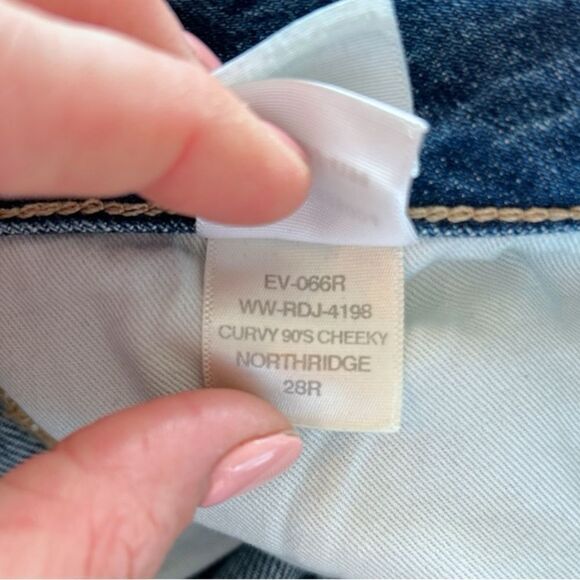 EV-066R
WW-RDJ-4198
CURVY 90'S CHEEKY
NORTHRIDGE
28R